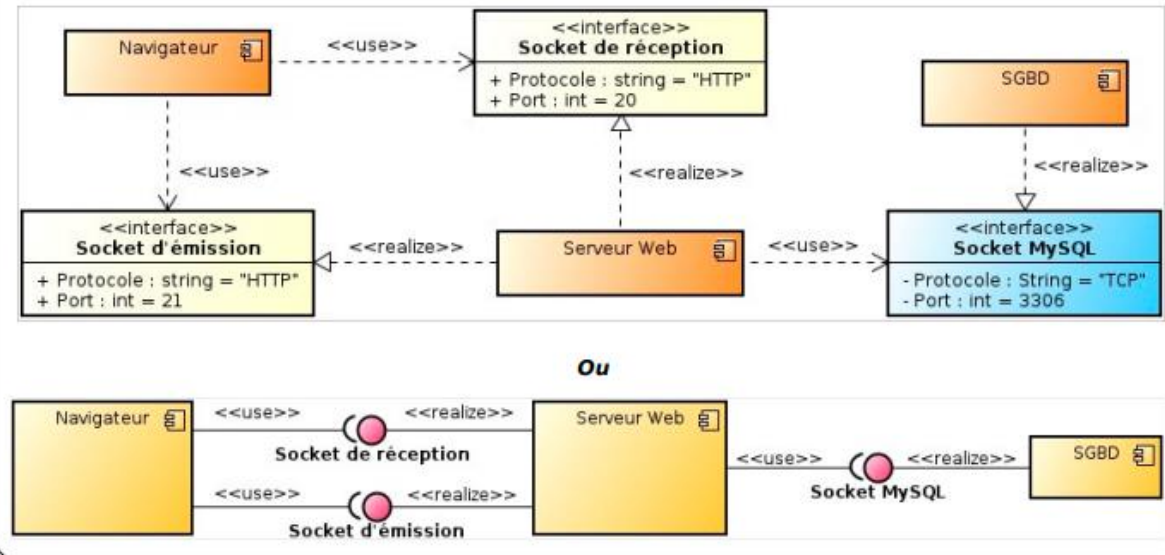 <<interface>>
Navigateur
<<use>>
Socket de réception
+ Protocole : string = "HTTP"
+ Port : int = 20
SGBD
<<use>>
<<realize>>
<<realize>>
<<interface>>
Socket d'émission
+ Protocole : string = "HTTP"
+ Port : int = 21
<<realize>>
Serveur Web
<<use>>
<<interface>>
Socket MySQL
- Protocole : String = "TCP"
- Port : int = 3306
Ou
Navigateur
<<use>>
<<realize>>
Socket de réception
<<use>>
<<realize>>
Socket d'émission
Serveur Web
<<use>>
<<realize>>
Socket MySQL
SGBD